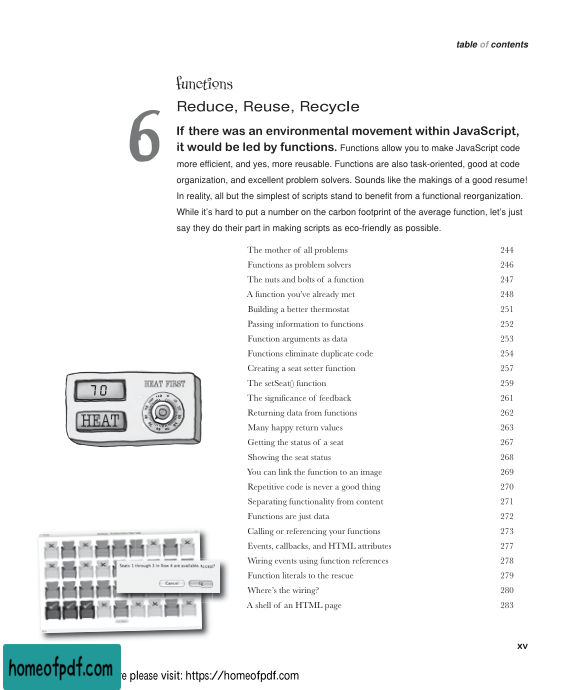 table of contents
functions
6
Reduce, Reuse, Recycle
If there was an environmental movement within JavaScript,
it would be led by functions. Functions allow you to make JavaScript code
more efficient, and yes, more reusable. Functions are also task-oriented, good at code
organization, and excellent problem solvers. Sounds like the makings of a good resume!
In reality, all but the simplest of scripts stand to benefit from a functional reorganization.
While it's hard to put a number on the carbon footprint of the average function, let's just
say they do their part in making scripts as eco-friendly as possible.
The mother of all problems 244
Functions as problem solvers 246
The nuts and bolts of a function 247
A function you've already met 248
Building a better thermostat 251
Passing information to functions 252
Function arguments as data 253
Functions eliminate duplicate code 254
Creating a seat setter function 257
The setSeat() function 259
The significance of feedback 261
Returning data from functions 262
Many happy return values 263
Getting the status of a seat 267
Showing the seat status 268
You can link the function to an image 269
Repetitive code is never a good thing 270
Separating functionality from content 271
Functions are just data 272
Calling or referencing your functions 273
Events, callbacks, and HTML attributes 277
Wiring events using function references 278
Function literals to the rescue 279
Where's the wiring? 280
A shell of an HTML page 283
70
HEAT FIRST
HEAT
Seats 1 through 3 in Row 4 are available. Accept?
Cancel
xv
homeofpdf.com
e please visit: https://homeofpdf.com